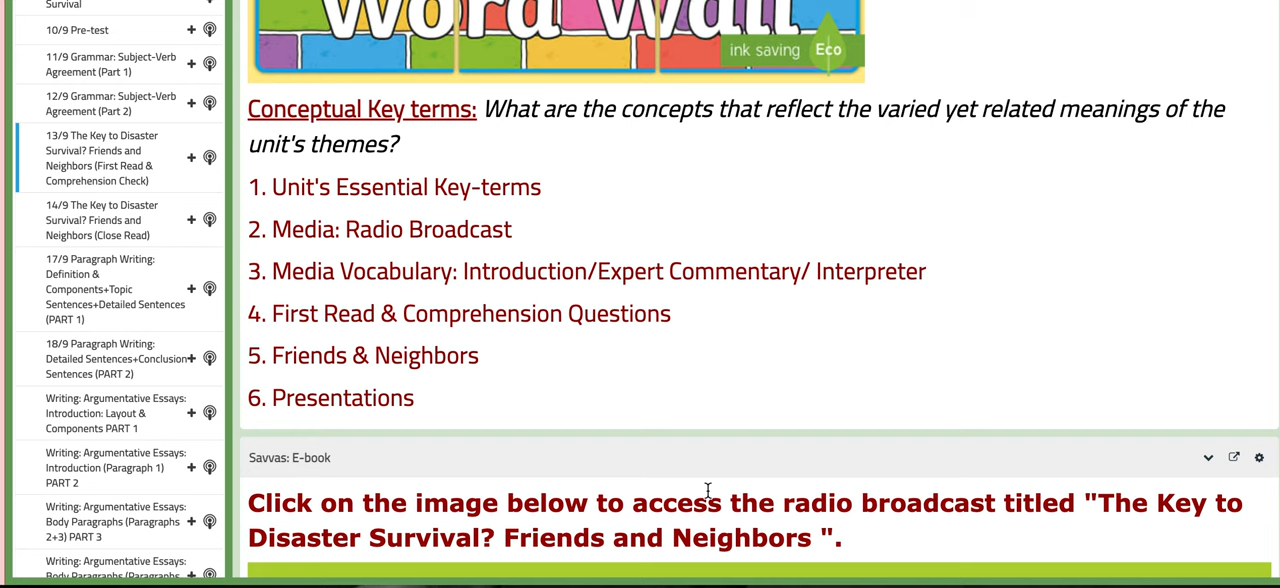 Survival
10/9 Pre-test
11/9 Grammar: Subject-Verb
Agreement (Part 1)
12/9 Grammar: Subject-Verb
Agreement (Part 2)
13/9 The Key to Disaster
Survival? Friends and
Neighbors (First Read &
Comprehension Check)
14/9 The Key to Disaster
Survival? Friends and
Neighbors (Close Read)
17/9 Paragraph Writing:
Definition &
Components+Topic
Sentences+Detailed Sentences
(PART 1)
18/9 Paragraph Writing:
Detailed Sentences+Conclusion
Sentences (PART 2)
Writing: Argumentative Essays:
Introduction: Layout &
Components PART 1
Writing: Argumentative Essays:
Introduction (Paragraph 1)
PART 2
Writing: Argumentative Essays:
Body Paragraphs (Paragraphs
2+3) PART 3
Writing: Argumentative Essays:
Body Paragraphs (Paragraphs
Word Wall
ink saving Eco
Conceptual Key terms: What are the concepts that reflect the varied yet related meanings of the
unit's themes?
1. Unit's Essential Key-terms
2. Media: Radio Broadcast
3. Media Vocabulary: Introduction/Expert Commentary/ Interpreter
4. First Read & Comprehension Questions
5. Friends & Neighbors
6. Presentations
Savvas: E-book
Click on the image below to access the radio broadcast titled "The Key to
Disaster Survival? Friends and Neighbors ".